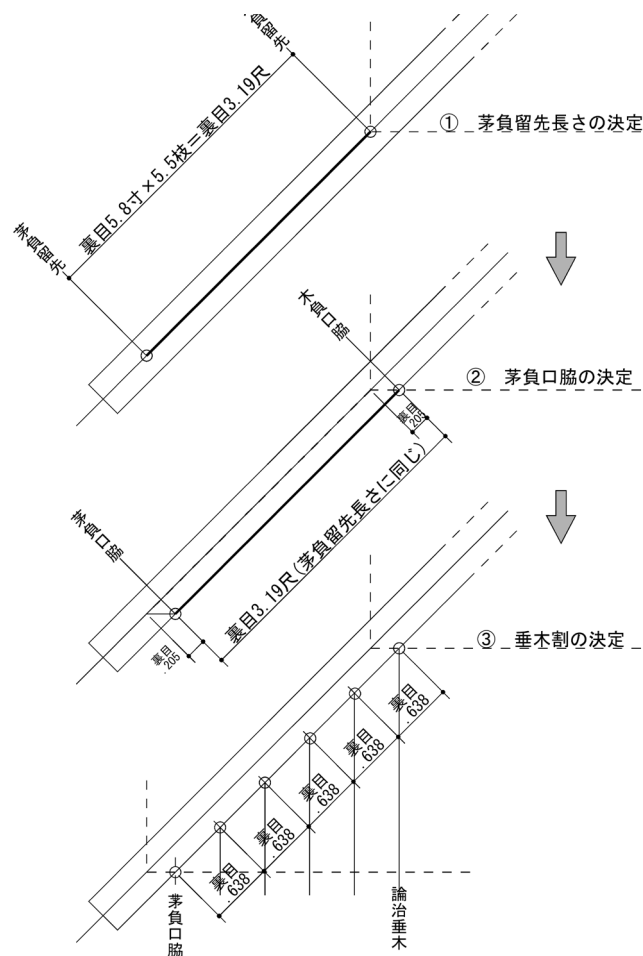 茅負留先
裏目5.8寸×5.5枝=裏目3.19尺
茅負留先
① 茅負留先長さの決定
木負口脇
② 茅負口脇の決定
裏目
.205
裏目3.19尺(茅負留先長さに同じ)
茅負口脇
裏目
.205
③ 垂木割の決定
裏目
.638
裏目
.638
裏目
.638
裏目
.638
裏目
.638
茅負口脇
論治垂木